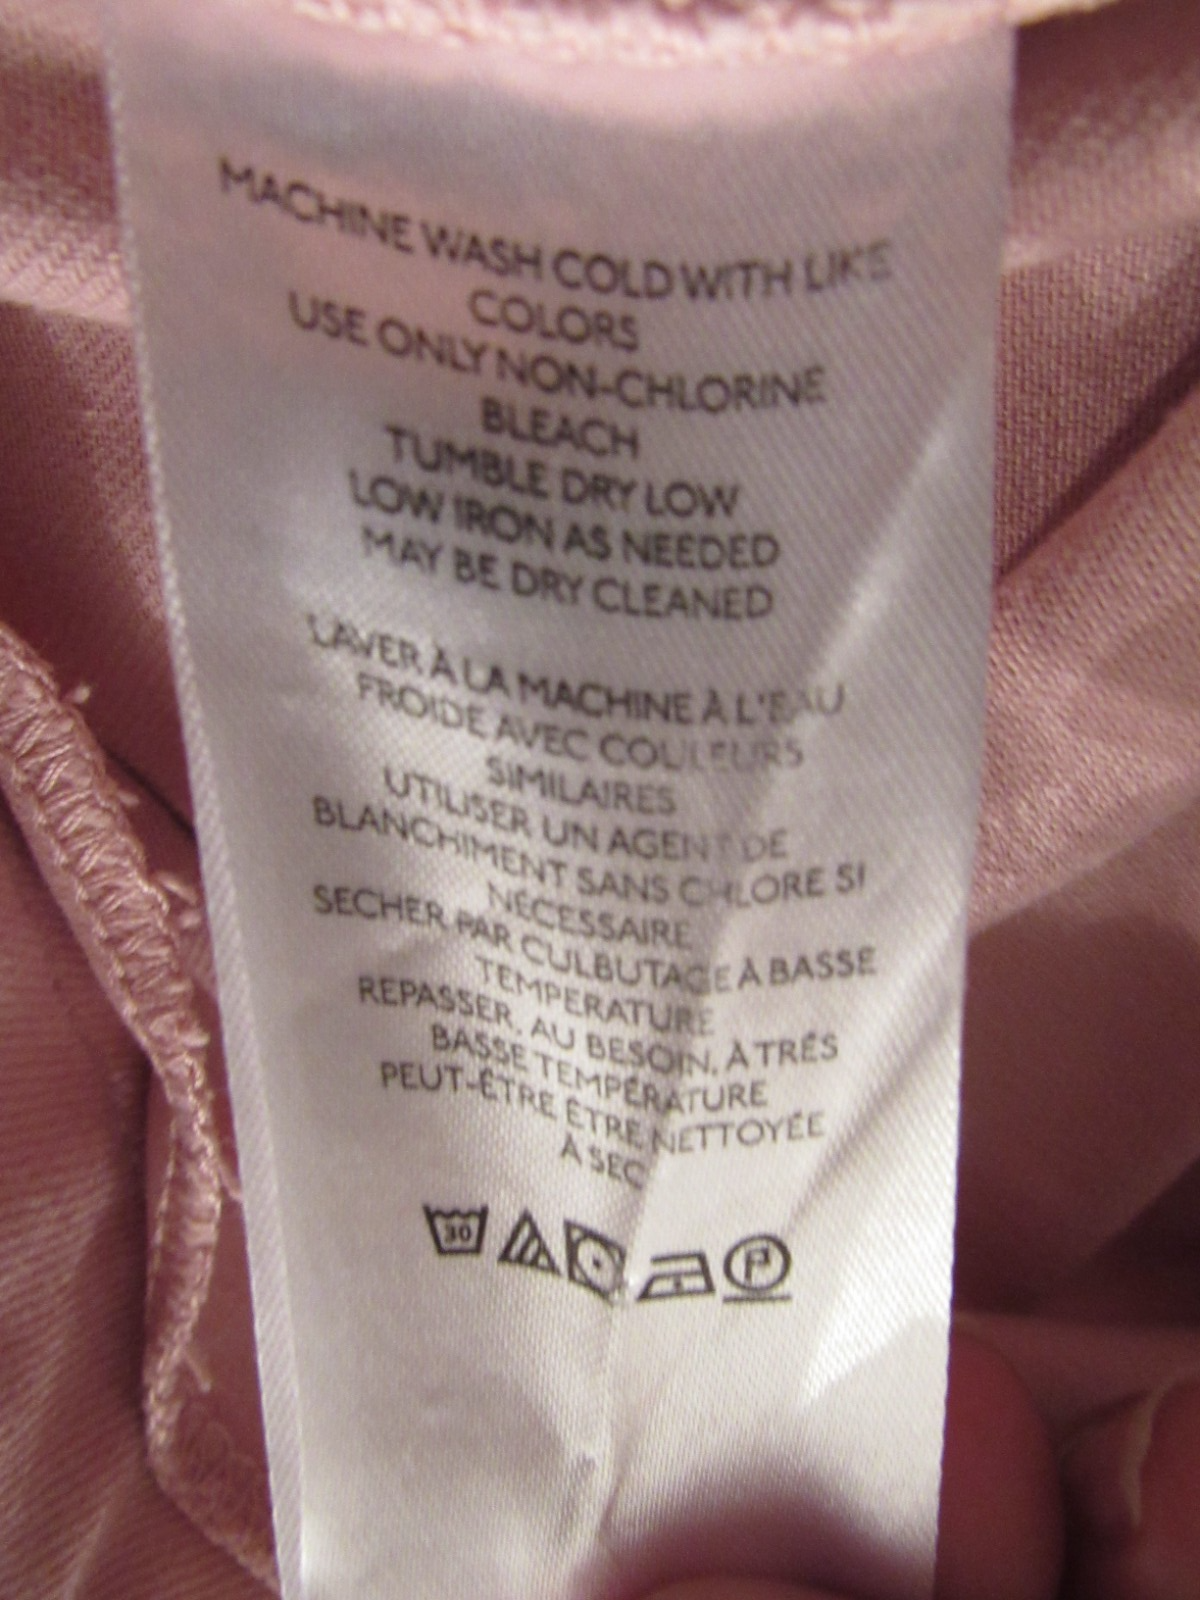 MACHINE WASH COLD WITH LIKE
COLORS
USE ONLY NON-CHLORINE
BLEACH
TUMBLE DRY LOW
LOW IRON AS NEEDED
MAY BE DRY CLEANED
LAVER À LA MACHINE À L'EAU
FROIDE AVEC COULEURS
SIMILAIRES
UTILISER UN AGENT DE
BLANCHIMENT SANS CHLORE SI
NÉCESSAIRE
SECHER PAR CULBUTAGE À BASSE
TEMPERATURE
REPASSER, AU BESOIN, À TRÉS
BASSE TEMPÉRATURE
PEUT-ÊTRE ÊTRE NETTOYÉE
À SEC
30 P